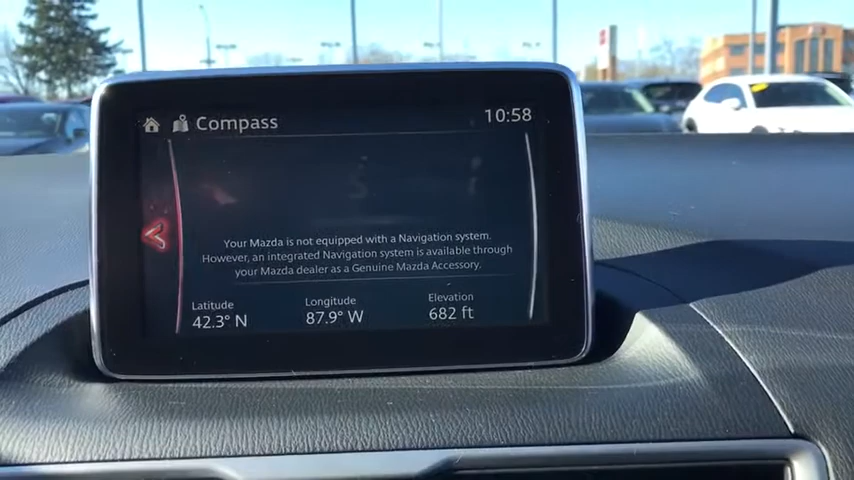 Compass
10:58
Your Mazda is not equipped with a Navigation system.
However, an integrated Navigation system is available through
your Mazda dealer as a Genuine Mazda Accessory.
Latitude Longitude Elevation
42.3° N 87.9° W 682 ft